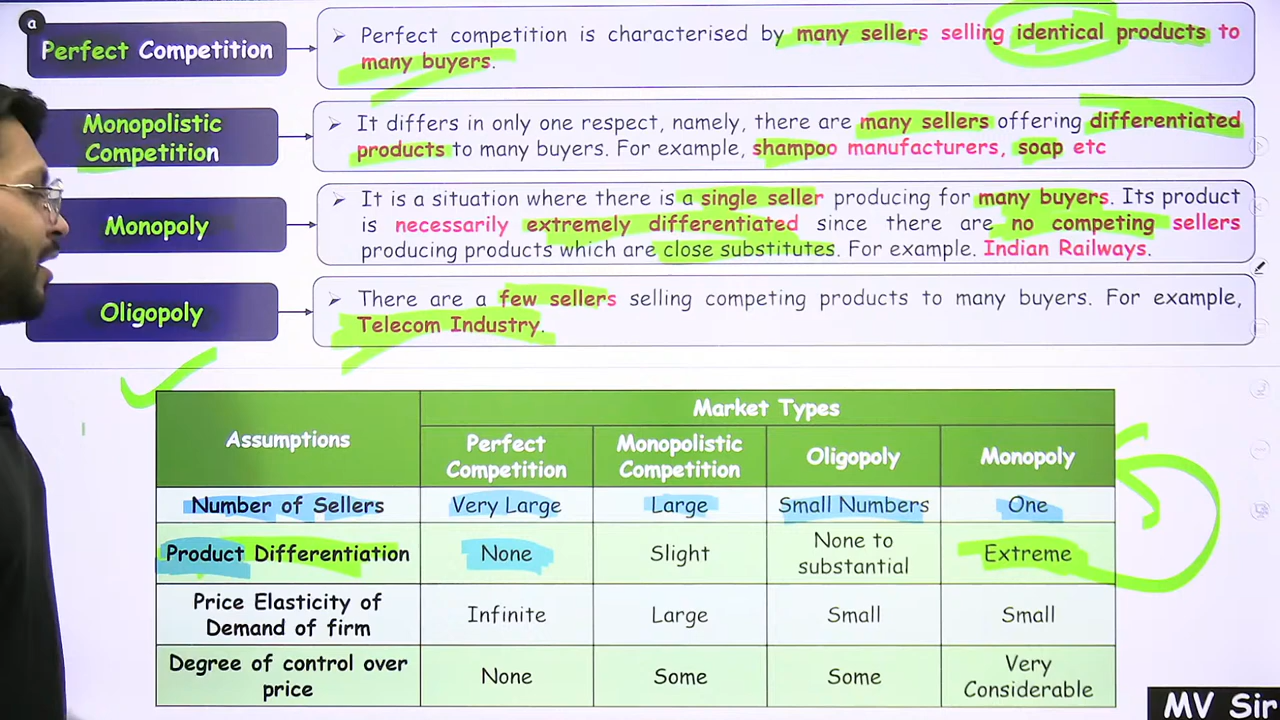 a
Perfect Competition
➢ Perfect competition is characterised by many sellers selling identical products to
many buyers.
Monopolistic
Competition
➢ It differs in only one respect, namely, there are many sellers offering differentiated
products to many buyers. For example, shampoo manufacturers, soap etc
Monopoly
➢ It is a situation where there is a single seller producing for many buyers. Its product
is necessarily extremely differentiated since there are no competing sellers
producing products which are close substitutes. For example. Indian Railways.
Oligopoly
➢ There are a few sellers selling competing products to many buyers. For example,
Telecom Industry.
Assumptions
Market Types
Perfect
Competition
Monopolistic
Competition
Oligopoly
Monopoly
Number of Sellers
Very Large
Large
Small Numbers
One
Product Differentiation
None
Slight
None to
substantial
Extreme
Price Elasticity of
Demand of firm
Infinite
Large
Small
Small
Degree of control over
price
None
Some
Some
Very
Considerable
MV Sir